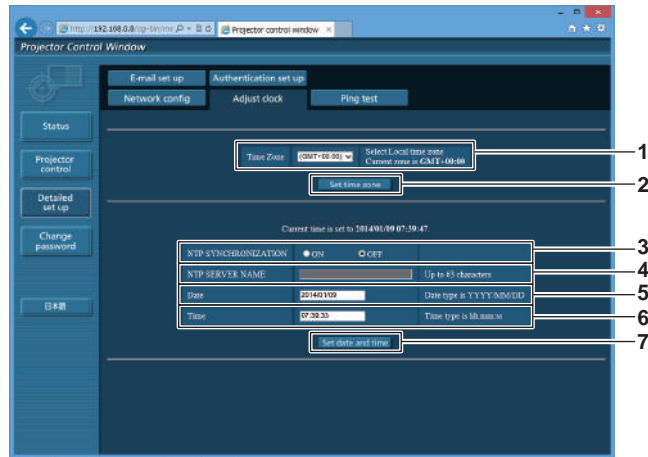 http://192.168.0.8/cgi-bin/mr
Projector control window
Projector Control Window
E-mail set up
Authentication set up
Network config
Adjust clock
Ping test
Status
Projector
control
Detailed
set up
Change
password
日本語
Time Zone
(GMT+00:00)
Select Local time zone
Current zone is GMT+00:00
1
Set time zone
2
Current time is set to 2014/01/09 07:39:47.
NTP SYNCHRONIZATION
ON
OFF
3
NTP SERVER NAME
Up to 63 characters
4
Date
2014/01/09
Date type is YYYY/MM/DD
5
Time
07:39:33
Time type is hh:mm:ss
6
Set date and time
7